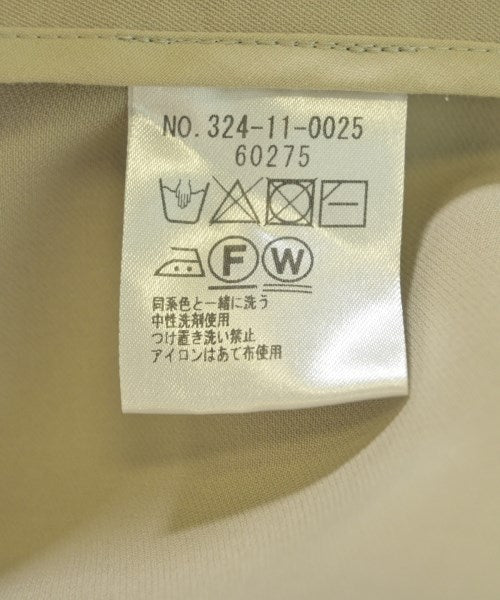 NO. 324-11-0025
60275
F W
同系色と一緒に洗う
中性洗剤使用
つけ置き洗い禁止
アイロンはあて布使用